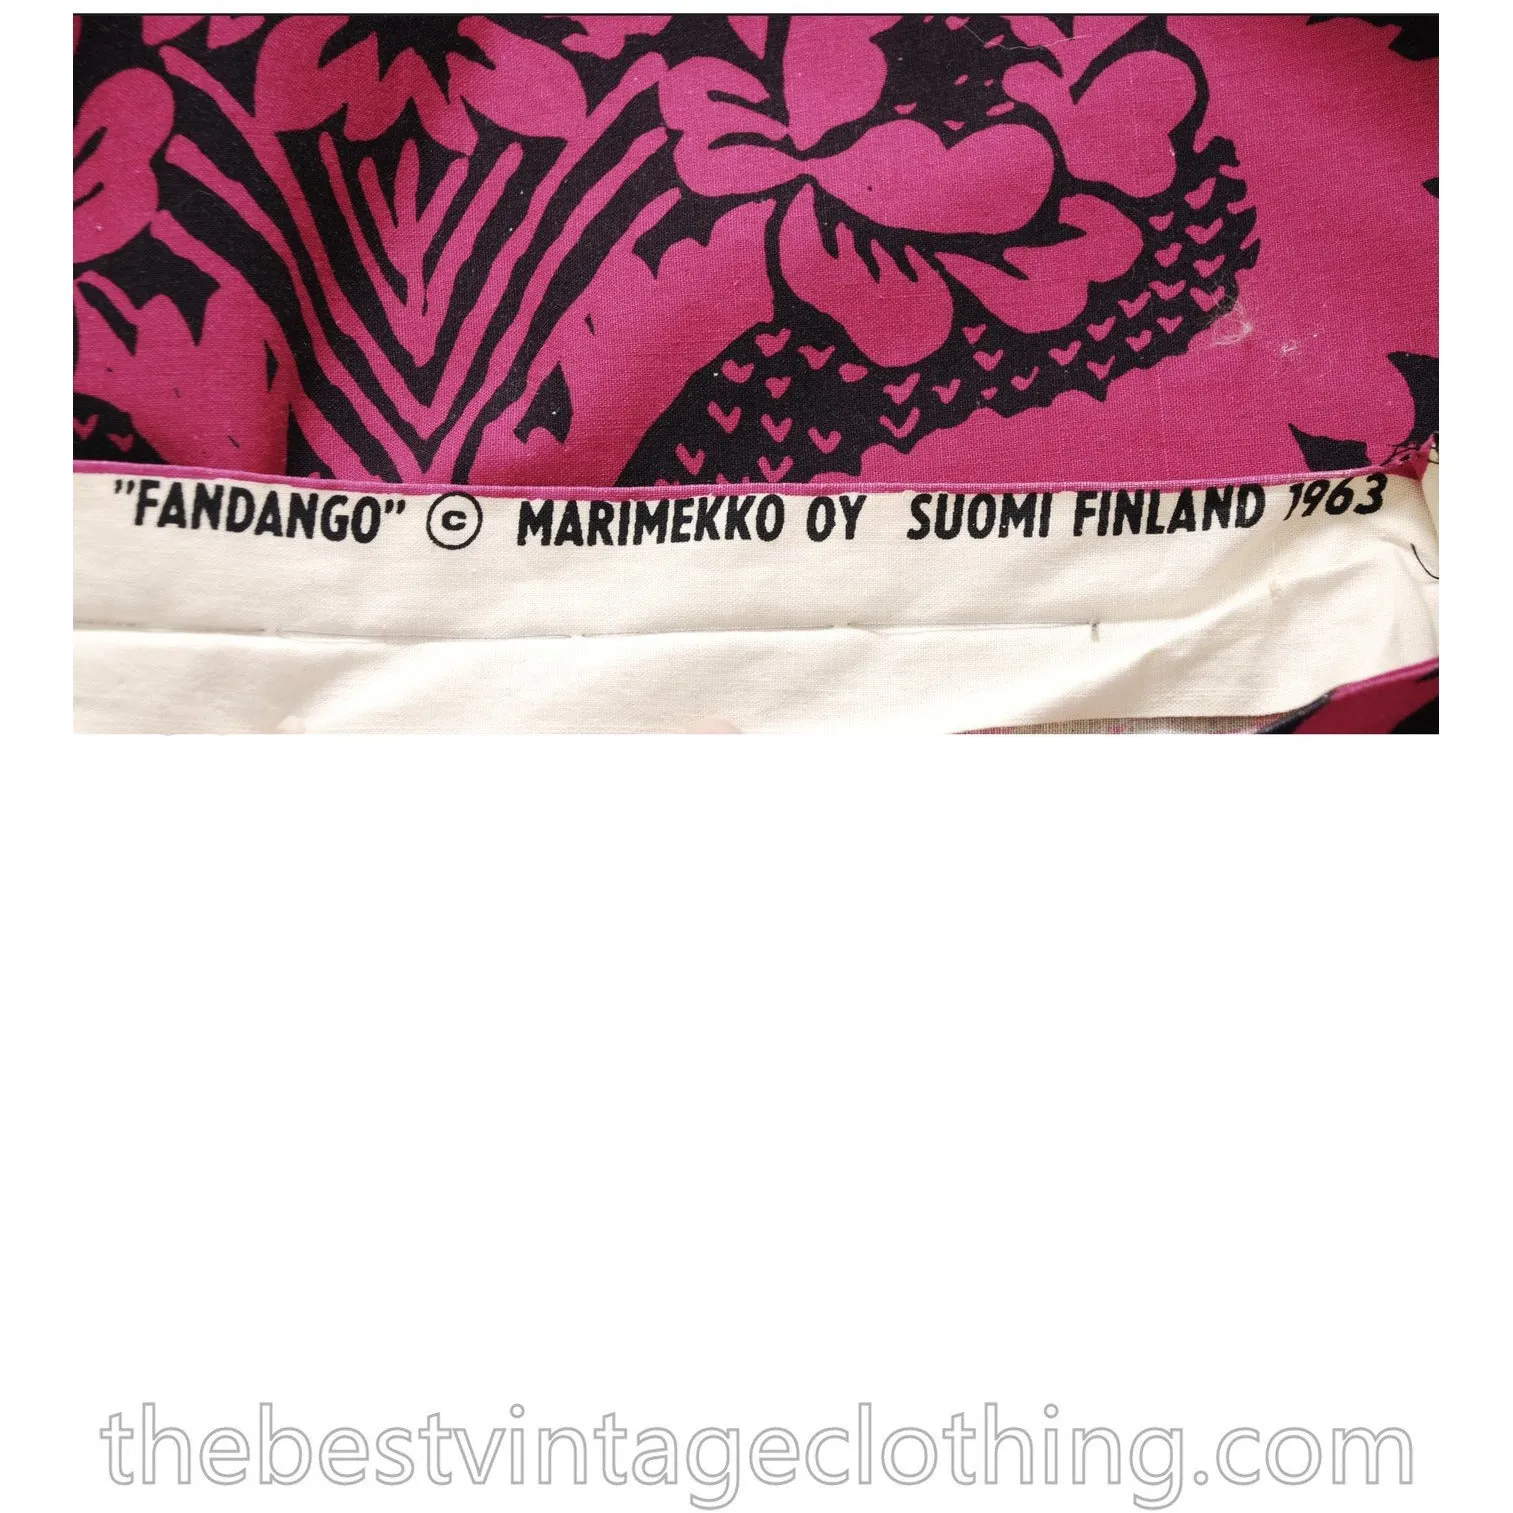 "FANDANGO" © MARIMEKKO OY SUOMI FINLAND 1963
thebestvintageclothing.com